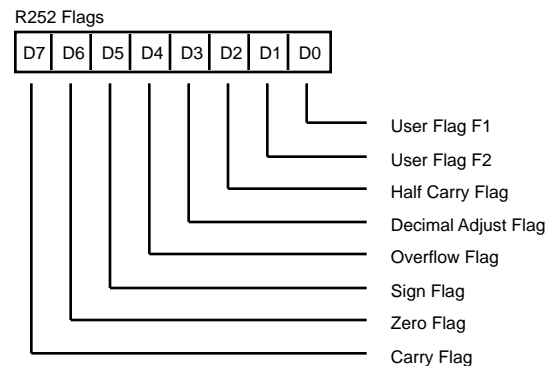 R252 Flags
D7 D6 D5 D4 D3 D2 D1 D0
User Flag F1
User Flag F2
Half Carry Flag
Decimal Adjust Flag
Overflow Flag
Sign Flag
Zero Flag
Carry Flag